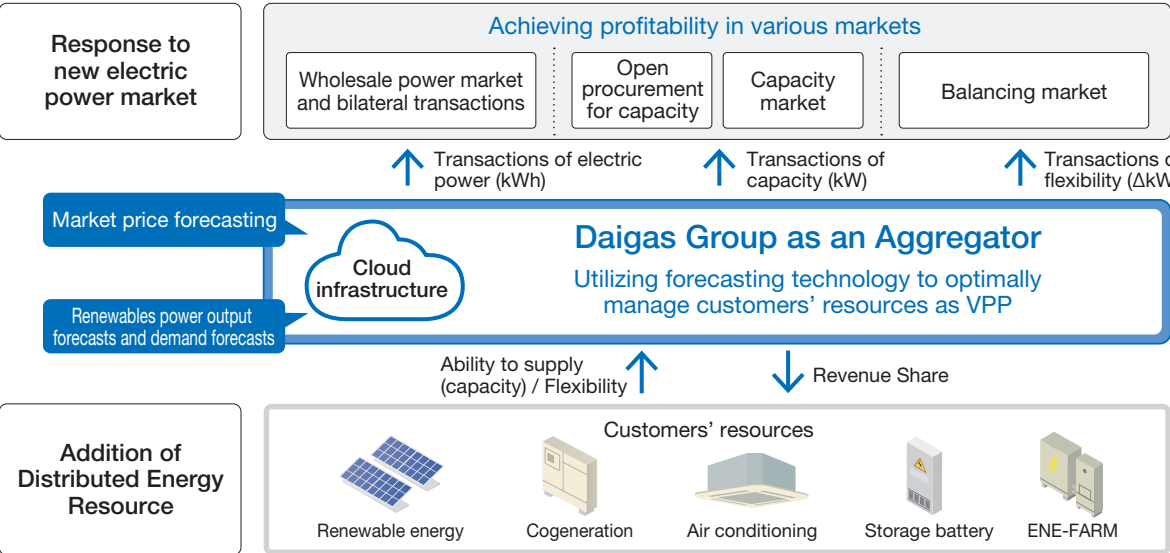 Response to
new electric
power market
Achieving profitability in various markets
Wholesale power market
and bilateral transactions
Open
procurement
for capacity
Capacity
market
Balancing market
Transactions of electric
power (kWh)
Transactions of
capacity (kW)
Transactions
flexibility (ΔkW
Market price forecasting
Cloud
infrastructure
Renewables power output
forecasts and demand forecasts
Daigas Group as an Aggregator
Utilizing forecasting technology to optimally
manage customers’ resources as VPP
Ability to supply
(capacity) / Flexibility
Revenue Share
Addition of
Distributed Energy
Resource
Customers’ resources
Renewable energy
Cogeneration
Air conditioning
Storage battery
ENE-FARM